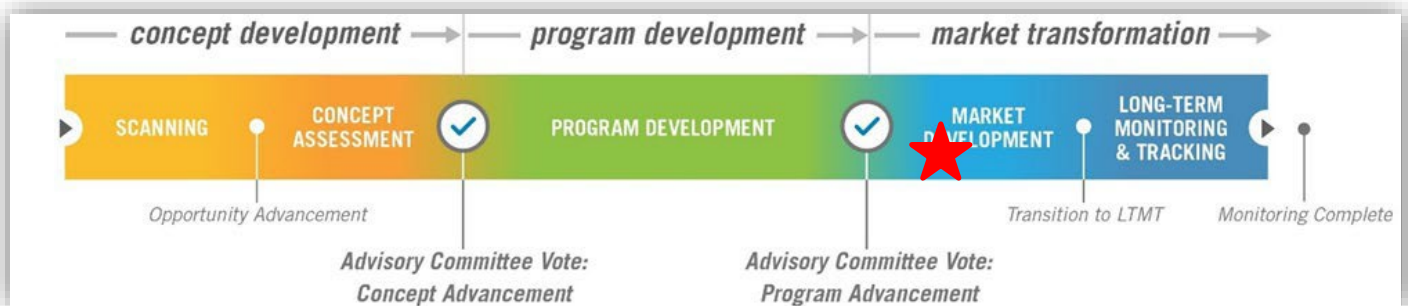 concept development
program development
market transformation
SCANNING
CONCEPT
ASSESSMENT
PROGRAM DEVELOPMENT
MARKET
DEVELOPMENT
LONG-TERM
MONITORING
& TRACKING
Opportunity Advancement
Transition to LTMT
Monitoring Complete
Advisory Committee Vote:
Concept Advancement
Advisory Committee Vote:
Program Advancement